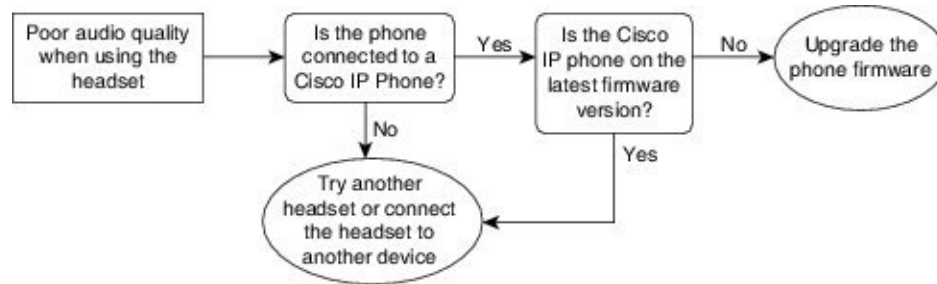 Poor audio quality
when using the
headset
Is the phone
connected to a
Cisco IP Phone?
Yes
Is the Cisco
IP phone on the
latest firmware
version?
No
Upgrade the
phone firmware
No
Yes
Try another
headset or connect
the headset to
another device